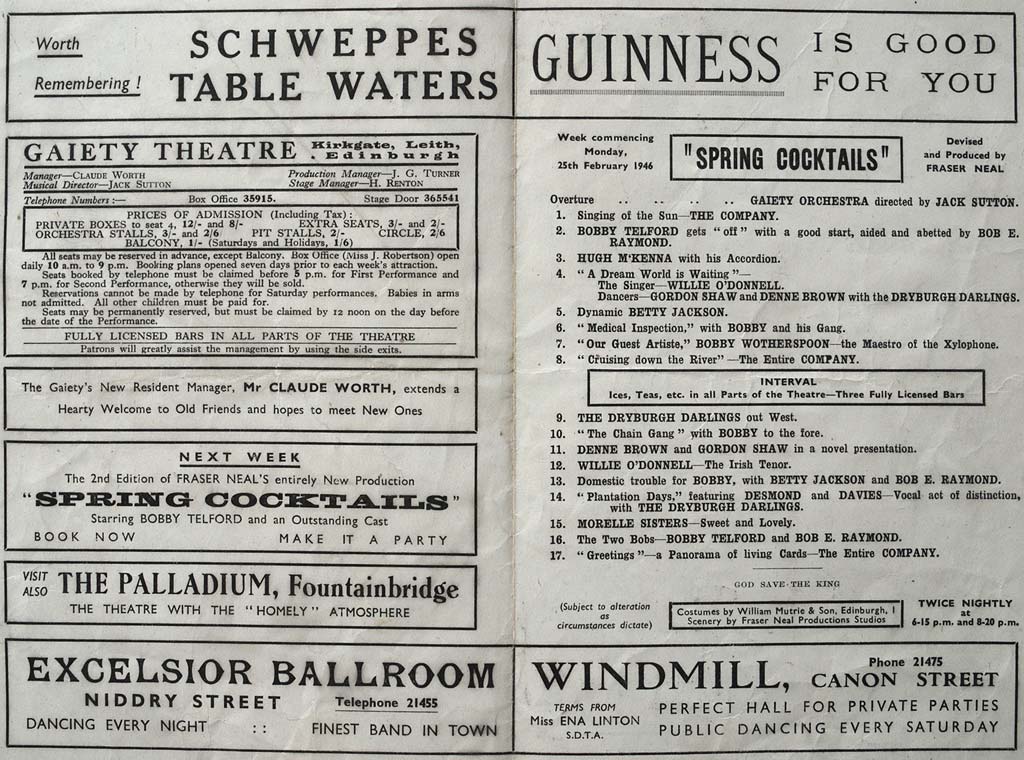 Worth
Remembering !
SCHWEPPES
TABLE WATERS
GAIETY THEATRE Kirkgate, Leith,
. Edinburgh
Manager—CLAUDE WORTH Production Manager—J. G. TURNER
Musical Director—JACK SUTTON Stage Manager—H. RENTON
Telephone Numbers :— Box Office 35915. Stage Door 365541
PRICES OF ADMISSION (Including Tax) :
PRIVATE BOXES to seat 4, 12/- and 8/- EXTRA SEATS, 3/- and 2/-
ORCHESTRA STALLS, 3/- and 2/6 PIT STALLS, 2/- CIRCLE, 2/6
BALCONY, 1/- (Saturdays and Holidays, 1/6)
All seats may be reserved in advance, except Balcony. Box Office (Miss J. Robertson) open
daily 10 a.m. to 9 p.m. Booking plans opened seven days prior to each week's attraction.
Seats booked by telephone must be claimed before 5 p.m. for First Performance and
7 p.m. for Second Performance, otherwise they will be sold.
Reservations cannot be made by telephone for Saturday performances. Babies in arms
not admitted. All other children must be paid for.
Seats may be permanently reserved, but must be claimed by 12 noon on the day before
the date of the Performance.
FULLY LICENSED BARS IN ALL PARTS OF THE THEATRE
Patrons will greatly assist the management by using the side exits.
The Gaiety's New Resident Manager, Mr CLAUDE WORTH, extends a
Hearty Welcome to Old Friends and hopes to meet New Ones
NEXT WEEK
The 2nd Edition of FRASER NEAL'S entirely New Production
"SPRING COCKTAILS"
Starring BOBBY TELFORD and an Outstanding Cast
BOOK NOW MAKE IT A PARTY
VISIT
ALSO THE PALLADIUM, Fountainbridge
THE THEATRE WITH THE "HOMELY" ATMOSPHERE
EXCELSIOR BALLROOM
NIDDRY STREET Telephone 21455
DANCING EVERY NIGHT :: FINEST BAND IN TOWN
GUINNESS IS GOOD
FOR YOU
Week commencing
Monday,
25th February 1946
"SPRING COCKTAILS"
Devised
and Produced by
FRASER NEAL
Overture .. .. .. .. GAIETY ORCHESTRA directed by JACK SUTTON.
1. Singing of the Sun—THE COMPANY.
2. BOBBY TELFORD gets "off" with a good start, aided and abetted by BOB E.
RAYMOND.
3. HUGH M'KENNA with his Accordion.
4. "A Dream World is Waiting"—
The Singer—WILLIE O'DONNELL.
Dancers—GORDON SHAW and DENNE BROWN with the DRYBURGH DARLINGS.
5. Dynamic BETTY JACKSON.
6. "Medical Inspection," with BOBBY and his Gang.
7. "Our Guest Artiste," BOBBY WOTHERSPOON—the Maestro of the Xylophone.
8. "Cruising down the River"—The Entire COMPANY.
INTERVAL
Ices, Teas, etc. in all Parts of the Theatre—Three Fully Licensed Bars
9. THE DRYBURGH DARLINGS out West.
10. "The Chain Gang" with BOBBY to the fore.
11. DENNE BROWN and GORDON SHAW in a novel presentation.
12. WILLIE O'DONNELL—The Irish Tenor.
13. Domestic trouble for BOBBY, with BETTY JACKSON and BOB E. RAYMOND.
14. "Plantation Days," featuring DESMOND and DAVIES—Vocal act of distinction,
with THE DRYBURGH DARLINGS.
15. MORELLE SISTERS—Sweet and Lovely.
16. The Two Bobs—BOBBY TELFORD and BOB E. RAYMOND.
17. "Greetings"—a Panorama of living Cards—The Entire COMPANY.
GOD SAVE THE KING
(Subject to alteration
as
circumstances dictate)
Costumes by William Mutrie & Son, Edinburgh, 1
Scenery by Fraser Neal Productions Studios
TWICE NIGHTLY
at
6-15 p.m. and 8-20 p.m.
WINDMILL, Phone 21475
CANON STREET
TERMS FROM
Miss ENA LINTON
S.D.T.A.
PERFECT HALL FOR PRIVATE PARTIES
PUBLIC DANCING EVERY SATURDAY